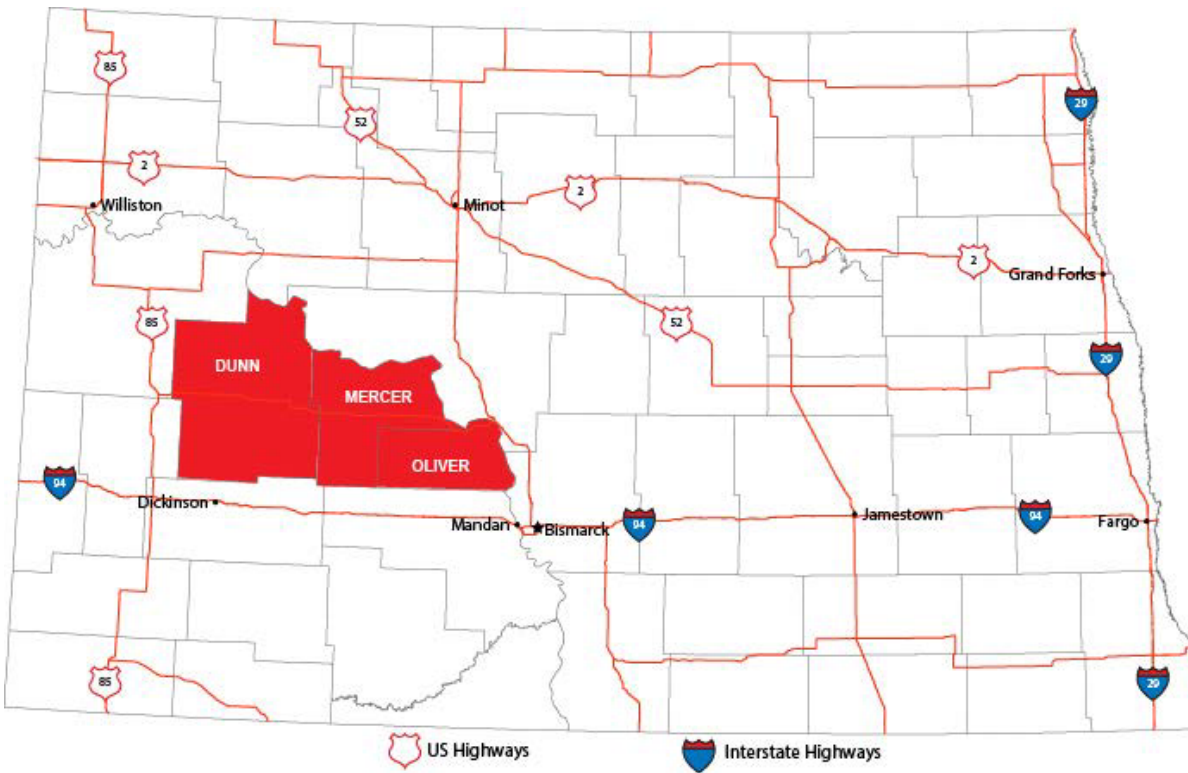 85
29
52
2
2
Williston
Minot
2
Grand Forks
85
52
29
DUNN
MERCER
OLIVER
94
Dickinson
Mandan
Bismarck
94
Jamestown
94
Fargo
85
29
US Highways
Interstate Highways